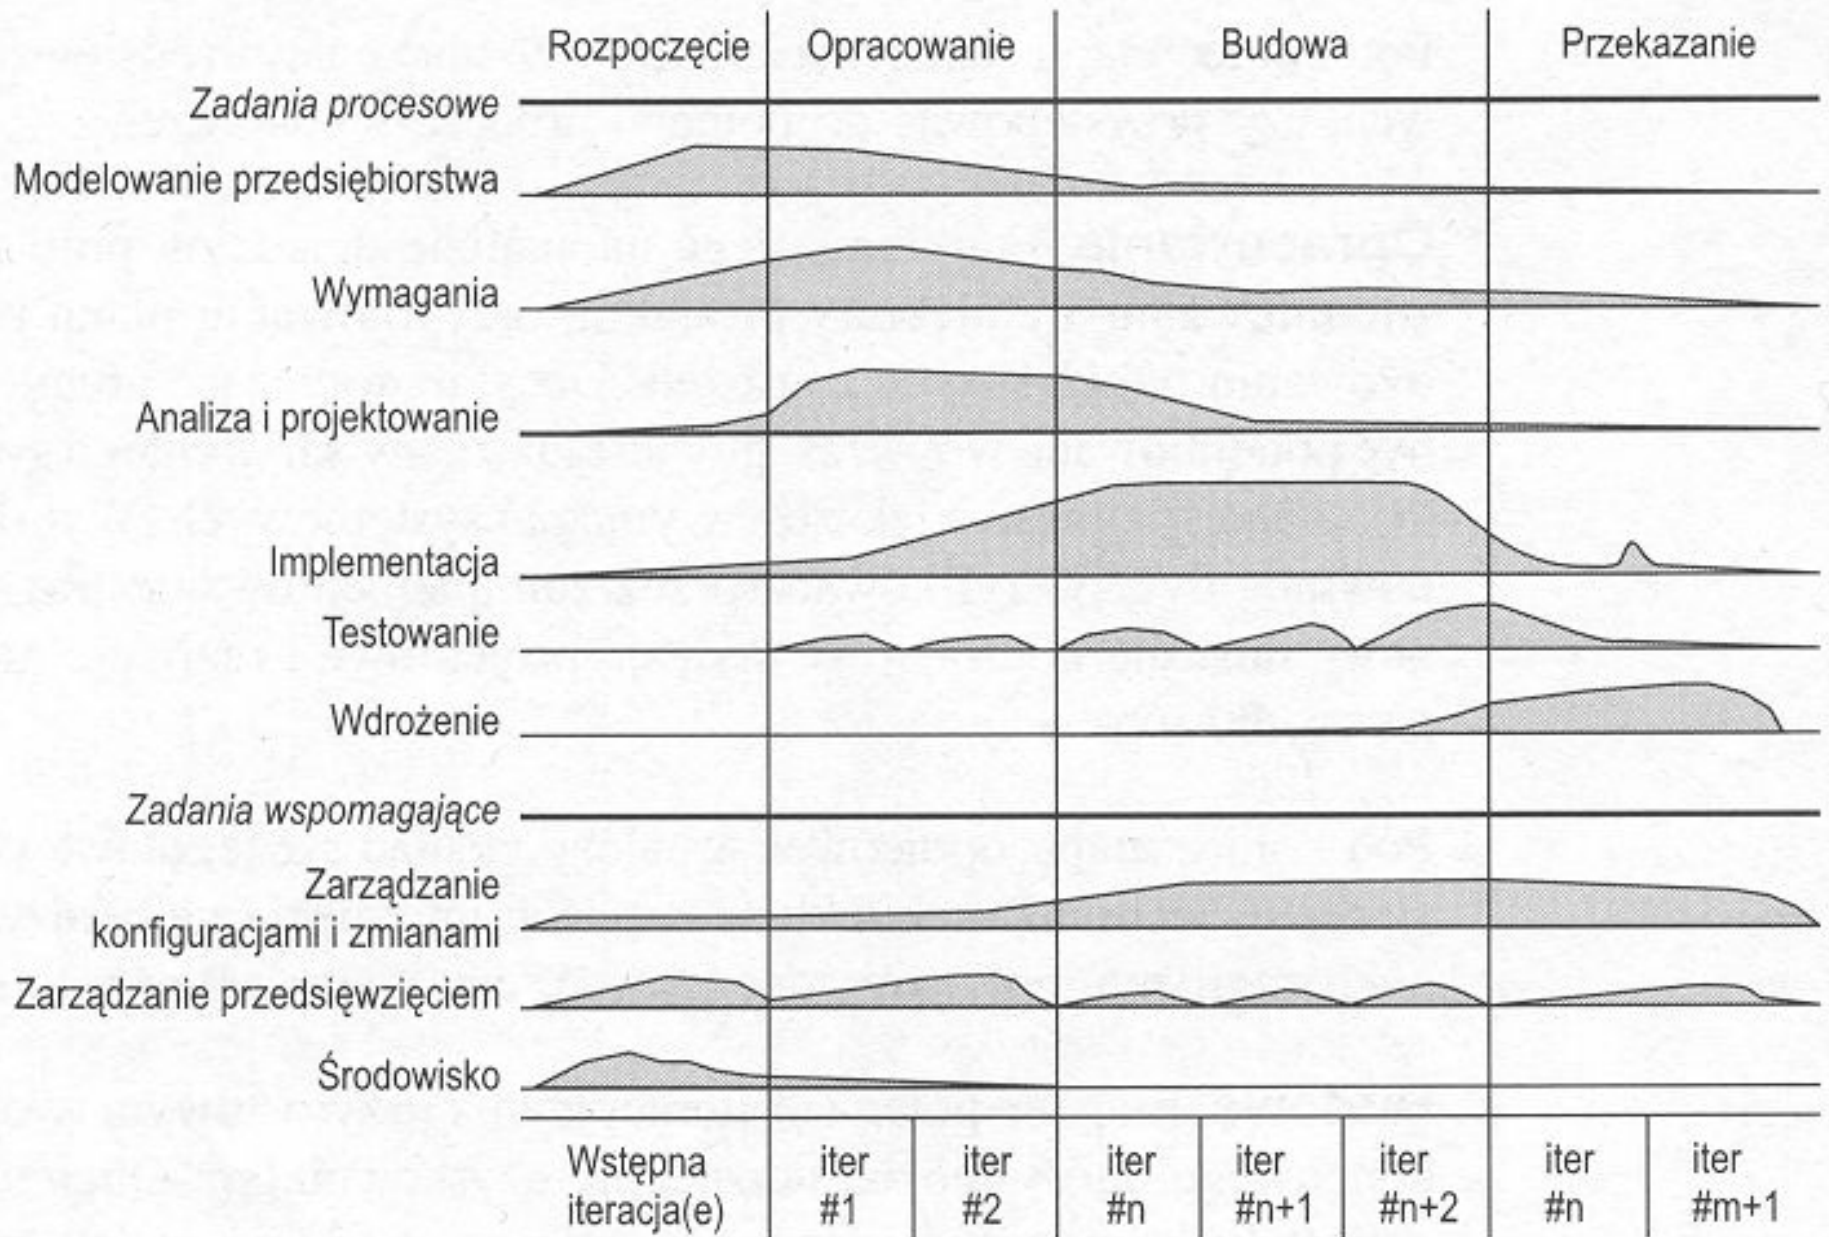 Rozpoczęcie Opracowanie Budowa Przekazanie
Zadania procesowe
Modelowanie przedsiębiorstwa
Wymagania
Analiza i projektowanie
Implementacja
Testowanie
Wdrożenie
Zadania wspomagające
Zarządzanie
konfiguracjami i zmianami
Zarządzanie przedsięwzięciem
Środowisko
Wstępna iter iter iter iter iter iter iter
iteracja(e) #1 #2 #n #n+1 #n+2 #n #m+1